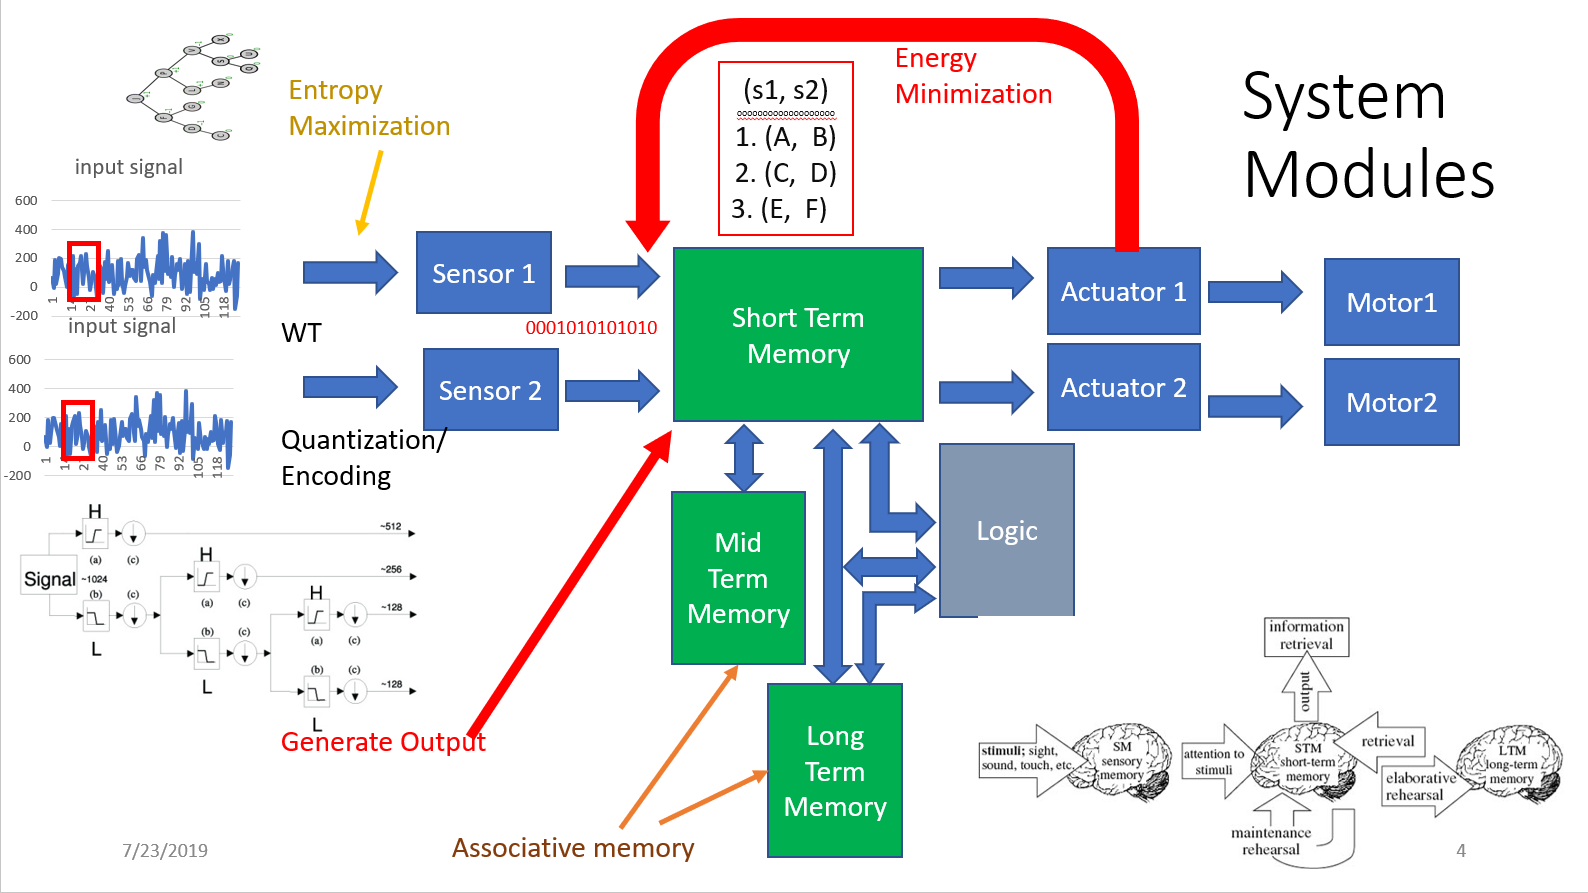 System
Modules
Entropy
Maximization
Energy
Minimization
(s1, s2)
1. (A, B)
2. (C, D)
3. (E, F)
input signal
600
400
200
0
-200
1
40
53
66
79
92
105
118
input signal
600
400
200
0
-200
1
40
53
66
79
92
105
118
WT
Quantization/
Encoding
Sensor 1
0001010101010
Sensor 2
Short Term
Memory
Actuator 1
Actuator 2
Motor1
Motor2
Mid
Term
Memory
Logic
Long
Term
Memory
Signal
~1024
H
(a)
(c)
~512
(b)
(c)
L
H
(a)
(c)
~256
(b)
(c)
L
H
(a)
(c)
~128
(b)
(c)
~128
L
Generate Output
Associative memory
information
retrieval
output
stimuli; sight,
sound, touch, etc.
SM
sensory
memory
attention to
stimuli
STM
short-term
memory
retrieval
elaborative
rehearsal
LTM
long-term
memory
maintenance
rehearsal
7/23/2019
4